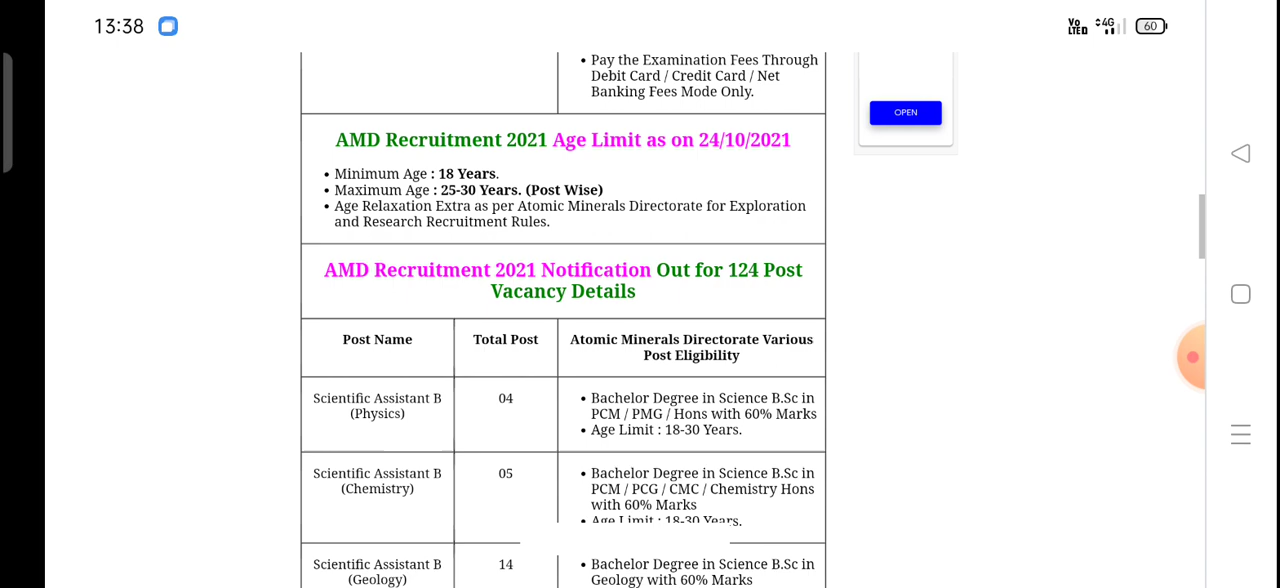 13:38
Vo LTE 4G 60
• Pay the Examination Fees Through
Debit Card / Credit Card / Net
Banking Fees Mode Only.
OPEN
AMD Recruitment 2021 Age Limit as on 24/10/2021
• Minimum Age : 18 Years.
• Maximum Age : 25-30 Years. (Post Wise)
• Age Relaxation Extra as per Atomic Minerals Directorate for Exploration
and Research Recruitment Rules.
AMD Recruitment 2021 Notification Out for 124 Post
Vacancy Details
Post Name
Total Post
Atomic Minerals Directorate Various
Post Eligibility
Scientific Assistant B
(Physics)
04
• Bachelor Degree in Science B.Sc in
PCM / PMG / Hons with 60% Marks
• Age Limit : 18-30 Years.
Scientific Assistant B
(Chemistry)
05
• Bachelor Degree in Science B.Sc in
PCM / PCG / CMC / Chemistry Hons
with 60% Marks
• Age Limit : 18-30 Years.
Scientific Assistant B
(Geology)
14
• Bachelor Degree in Science B.Sc in
Geology with 60% Marks